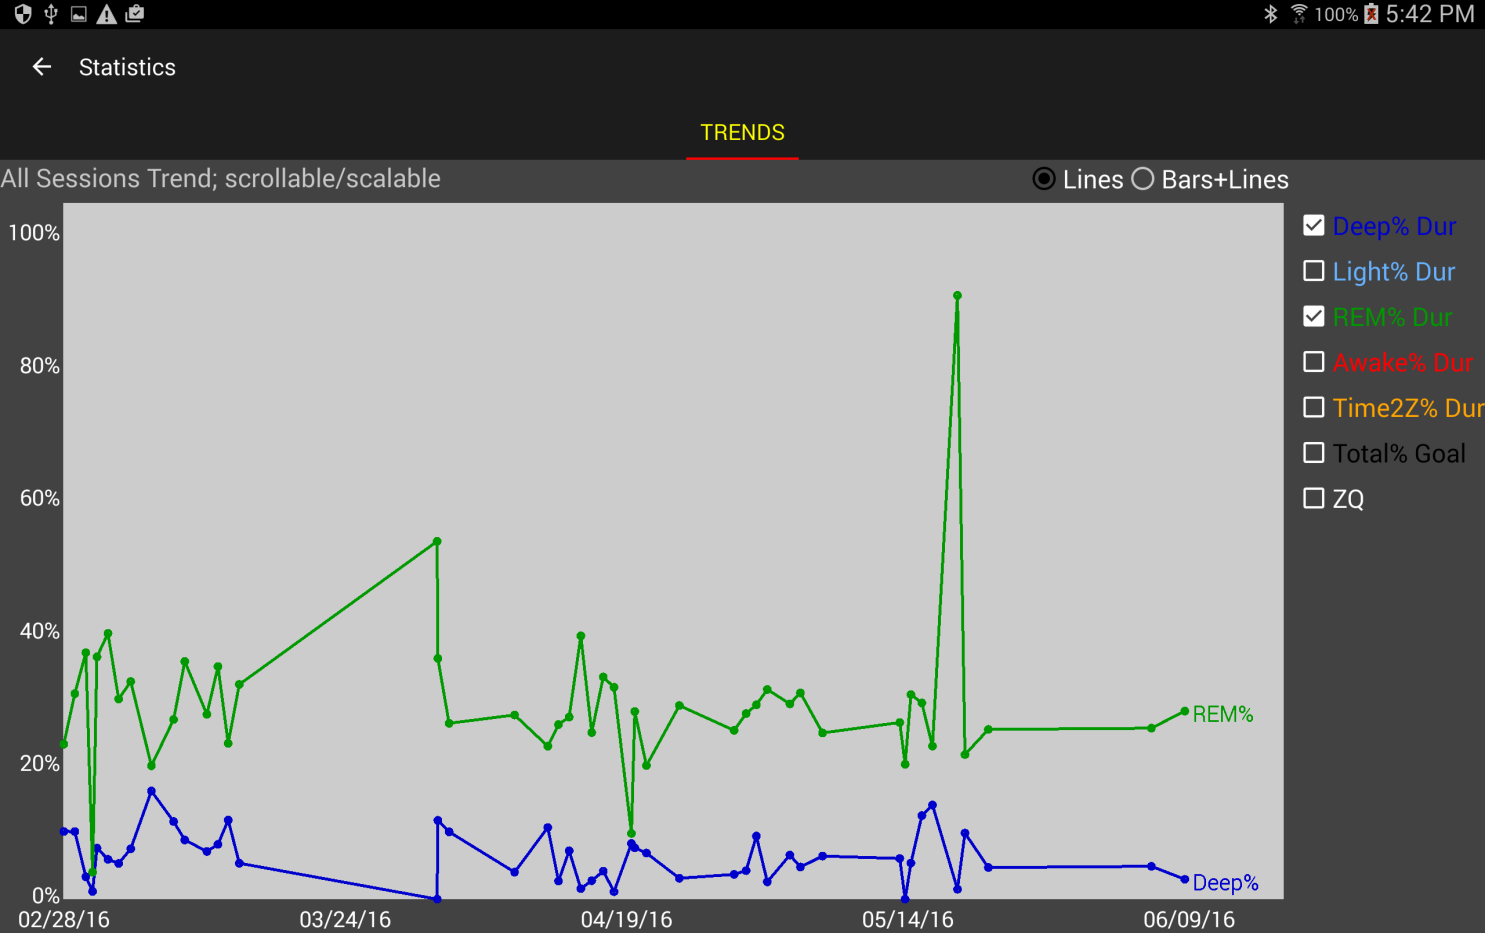 100% 5:42 PM
Statistics
TRENDS
All Sessions Trend; scrollable/scalable
Lines Bars+Lines
100%
80%
60%
40%
20%
0%
Deep% Dur
Light% Dur
REM% Dur
Awake% Dur
Time2Z% Dur
Total% Goal
ZQ
REM%
Deep%
02/28/16 03/24/16 04/19/16 05/14/16 06/09/16